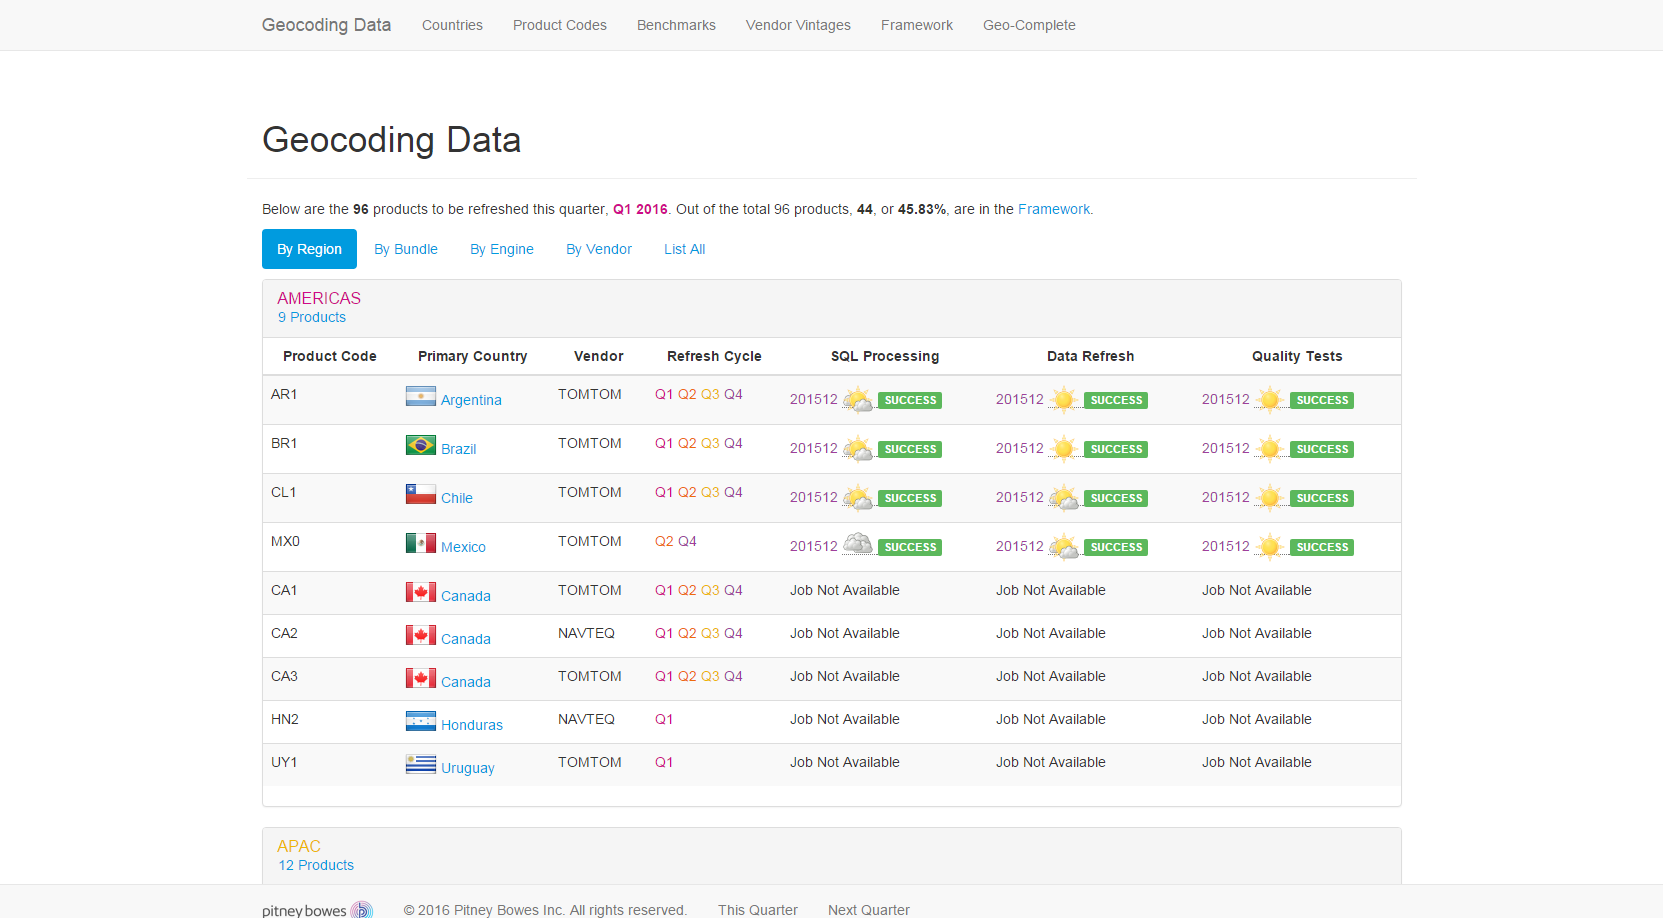 Geocoding Data Countries Product Codes Benchmarks Vendor Vintages Framework Geo-Complete
Geocoding Data
Below are the 96 products to be refreshed this quarter, Q1 2016. Out of the total 96 products, 44, or 45.83%, are in the Framework.
By Region By Bundle By Engine By Vendor List All
AMERICAS
9 Products
Product Code Primary Country Vendor Refresh Cycle SQL Processing Data Refresh Quality Tests
AR1 Argentina TOMTOM Q1 Q2 Q3 Q4 201512 SUCCESS 201512 SUCCESS 201512 SUCCESS
BR1 Brazil TOMTOM Q1 Q2 Q3 Q4 201512 SUCCESS 201512 SUCCESS 201512 SUCCESS
CL1 Chile TOMTOM Q1 Q2 Q3 Q4 201512 SUCCESS 201512 SUCCESS 201512 SUCCESS
MX0 Mexico TOMTOM Q2 Q4 201512 SUCCESS 201512 SUCCESS 201512 SUCCESS
CA1 Canada TOMTOM Q1 Q2 Q3 Q4 Job Not Available Job Not Available Job Not Available
CA2 Canada NAVTEQ Q1 Q2 Q3 Q4 Job Not Available Job Not Available Job Not Available
CA3 Canada TOMTOM Q1 Q2 Q3 Q4 Job Not Available Job Not Available Job Not Available
HN2 Honduras NAVTEQ Q1 Job Not Available Job Not Available Job Not Available
UY1 Uruguay TOMTOM Q1 Job Not Available Job Not Available Job Not Available
APAC
12 Products
pitney bowes © 2016 Pitney Bowes Inc. All rights reserved. This Quarter Next Quarter